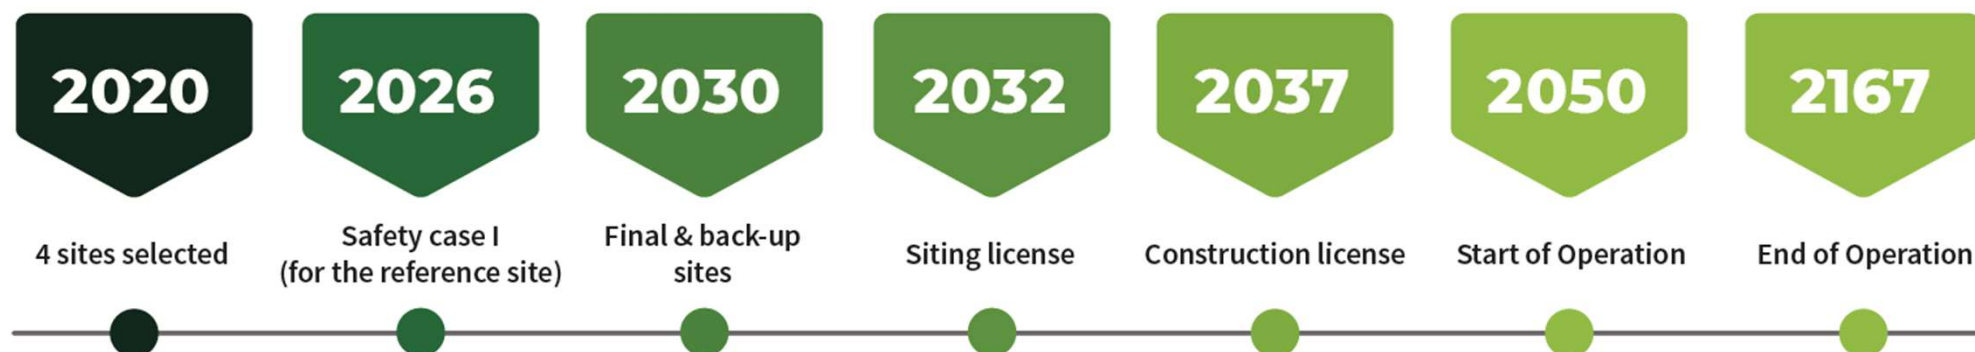 2020
2026
2030
2032
2037
2050
2167
4 sites selected
Safety case I
(for the reference site)
Final & back-up
sites
Siting license
Construction license
Start of Operation
End of Operation